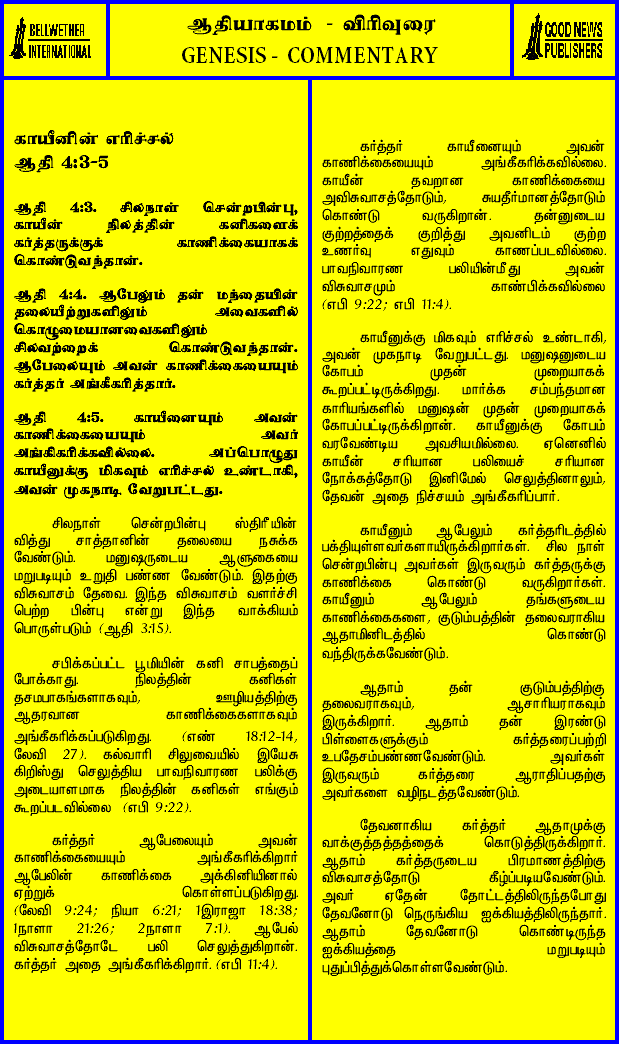 BELLWETHER
INTERNATIONAL
ஆதியாகமம் - விரிவுரை
GENESIS - COMMENTARY
GOOD NEWS
PUBLISHERS
காயீனின் எரிச்சல்
ஆதி 4:3-5
ஆதி 4:3. சிலநாள் சென்றபின்பு,
காயீன் நிலத்தின் கனிகளைக்
கர்த்தருக்குக் காணிக்கையாகக்
கொண்டுவந்தான்.
ஆதி 4:4. ஆபேலும் தன் மந்தையின்
தலையீற்றுகளிலும் அவைகளில்
கொழுமையானவைகளிலும்
சிலவற்றைக் கொண்டுவந்தான்.
ஆபேலையும் அவன் காணிக்கையையும்
கர்த்தர் அங்கீகரித்தார்.
ஆதி 4:5. காயீனையும் அவன்
காணிக்கையையும் அவர்
அங்கிகரிக்கவில்லை. அப்பொழுது
காயீனுக்கு மிகவும் எரிச்சல் உண்டாகி,
அவன் முகநாடி வேறுபட்டது.
சிலநாள் சென்றபின்பு ஸ்திரீயின்
வித்து சாத்தானின் தலையை நசுக்க
வேண்டும். மனுஷருடைய ஆளுகையை
மறுபடியும் உறுதி பண்ண வேண்டும். இதற்கு
விசுவாசம் தேவை. இந்த விசுவாசம் வளர்ச்சி
பெற்ற பின்பு என்று இந்த வாக்கியம்
பொருள்படும் (ஆதி 3:15).
சபிக்கப்பட்ட பூமியின் கனி சாபத்தைப்
போக்காது. நிலத்தின் கனிகள்
தசமபாகங்களாகவும், ஊழியத்திற்கு
ஆதரவான காணிக்கைகளாகவும்
அங்கீகரிக்கப்படுகிறது. (எண் 18:12-14,
லேவி 27). கல்வாரி சிலுவையில் இயேசு
கிறிஸ்து செலுத்திய பாவநிவாரண பலிக்கு
அடையாளமாக நிலத்தின் கனிகள் எங்கும்
கூறப்படவில்லை (எபி 9:22).
கர்த்தர் ஆபேலையும் அவன்
காணிக்கையையும் அங்கீகரிக்கிறார்
ஆபேலின் காணிக்கை அக்கினியினால்
ஏற்றுக் கொள்ளப்படுகிறது.
(லேவி 9:24; நியா 6:21; 1இராஜா 18:38;
1நாளா 21:26; 2நாளா 7:1). ஆபேல்
விசுவாசத்தோடே பலி செலுத்துகிறான்.
கர்த்தர் அதை அங்கீகரிக்கிறார். (எபி 11:4).
கர்த்தர் காயீனையும் அவன்
காணிக்கையையும் அங்கீகரிக்கவில்லை.
காயீன் தவறான காணிக்கையை
அவிசுவாசத்தோடும், சுயதீர்மானத்தோடும்
கொண்டு வருகிறான். தன்னுடைய
குற்றத்தைக் குறித்து அவனிடம் குற்ற
உணர்வு எதுவும் காணப்படவில்லை.
பாவநிவாரண பலியின்மீது அவன்
விசுவாசமும் காண்பிக்கவில்லை
(எபி 9:22; எபி 11:4).
காயீனுக்கு மிகவும் எரிச்சல் உண்டாகி,
அவன் முகநாடி வேறுபட்டது. மனுஷனுடைய
கோபம் முதன் முறையாகக்
கூறப்பட்டிருக்கிறது. மார்க்க சம்பந்தமான
காரியங்களில் மனுஷன் முதன் முறையாகக்
கோபப்பட்டிருக்கிறான். காயீனுக்கு கோபம்
வரவேண்டிய அவசியமில்லை. ஏனெனில்
காயீன் சரியான பலியைச் சரியான
நோக்கத்தோடு இனிமேல் செலுத்தினாலும்,
தேவன் அதை நிச்சயம் அங்கீகரிப்பார்.
காயீனும் ஆபேலும் கர்த்தரிடத்தில்
பக்தியுள்ளவர்களாயிருக்கிறார்கள். சில நாள்
சென்றபின்பு அவர்கள் இருவரும் கர்த்தருக்கு
காணிக்கை கொண்டு வருகிறார்கள்.
காயீனும் ஆபேலும் தங்களுடைய
காணிக்கைகளை, குடும்பத்தின் தலைவராகிய
ஆதாமினிடத்தில் கொண்டு
வந்திருக்கவேண்டும்.
ஆதாம் தன் குடும்பத்திற்கு
தலைவராகவும், ஆசாரியராகவும்
இருக்கிறார். ஆதாம் தன் இரண்டு
பிள்ளைகளுக்கும் கர்த்தரைப்பற்றி
உபதேசம்பண்ணவேண்டும். அவர்கள்
இருவரும் கர்த்தரை ஆராதிப்பதற்கு
அவர்களை வழிநடத்தவேண்டும்.
தேவனாகிய கர்த்தர் ஆதாமுக்கு
வாக்குத்தத்தத்தைக் கொடுத்திருக்கிறார்.
ஆதாம் கர்த்தருடைய பிரமாணத்திற்கு
விசுவாசத்தோடு கீழ்ப்படியவேண்டும்.
அவர் ஏதேன் தோட்டத்திலிருந்தபோது
தேவனோடு நெருங்கிய ஐக்கியத்திலிருந்தார்.
ஆதாம் தேவனோடு கொண்டிருந்த
ஐக்கியத்தை மறுபடியும்
புதுப்பித்துக்கொள்ளவேண்டும்.